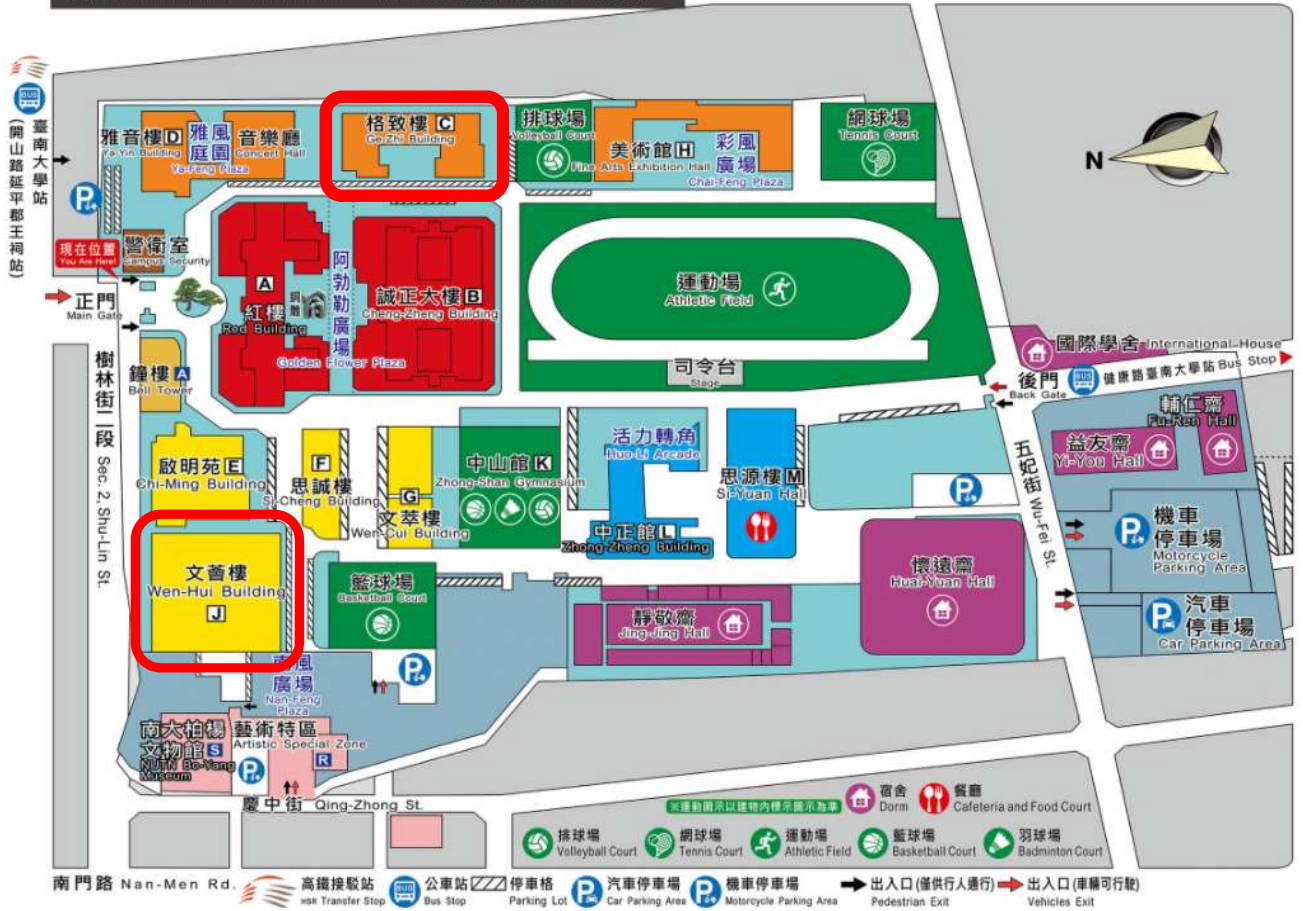 臺南大學站
(開山路延平郡王祠站)
BUS
雅音樓 D
Ya-Yin Building
雅風庭園
Ya-Feng Plaza
音樂廳
Concert Hall
格致樓 C
Ge Zhi Building
排球場
Volleyball Court
美術館 H
Fine Arts Exhibition Hall
彩風廣場
Chai-Feng Plaza
網球場
Tennis Court
N
現在位置
You Are Here!
警衛室
Campus Security
正門
Main Gate
A
紅樓
Red Building
阿勃勒廣場
Golden Flower Plaza
誠正大樓 B
Cheng-Zheng Building
運動場
Athletic Field
司令台
Stage
國際學舍 International House
後門
Back Gate
BUS
健康路臺南大學站 Bus Stop
樹林街二段 Sec. 2, Shu-Lin St.
鐘樓 A
Bell Tower
啟明苑 E
Chi-Ming Building
F
思誠樓
Si-Cheng Building
G
文萃樓
Wen-Cui Building
中山館 K
Zhong-Shan Gymnasium
活力轉角
Huo-Li Arcade
中正館 L
Zhong-Zheng Building
思源樓 M
Si-Yuan Hall
五妃街 Wu-Fei St.
輔仁齋
Fu-Ren Hall
益友齋
Yi-You Hall
機車
停車場
Motorcycle
Parking Area
汽車
停車場
Car Parking Area
文薈樓
Wen-Hui Building
J
籃球場
Basketball Court
靜敬齋
Jing-Jing Hall
懷遠齋
Huai-Yuan Hall
南風
廣場
Nan-Feng
Plaza
南大柏楊
文物館 S
NUTN Bo-Yang
Museum
藝術特區
Artistic Special Zone
R
慶中街 Qing-Zhong St.
※運動圖示以建物內標示圖示為準
宿舍
Dorm
餐廳
Cafeteria and Food Court
排球場
Volleyball Court
網球場
Tennis Court
運動場
Athletic Field
籃球場
Basketball Court
羽球場
Badminton Court
南門路 Nan-Men Rd.
高鐵接駁站
HSR Transfer Stop
BUS
公車站
Bus Stop
停車格
Parking Lot
汽車停車場
Car Parking Area
機車停車場
Motorcycle Parking Area
出入口(僅供行人通行)
Pedestrian Exit
出入口(車輛可行駛)
Vehicles Exit